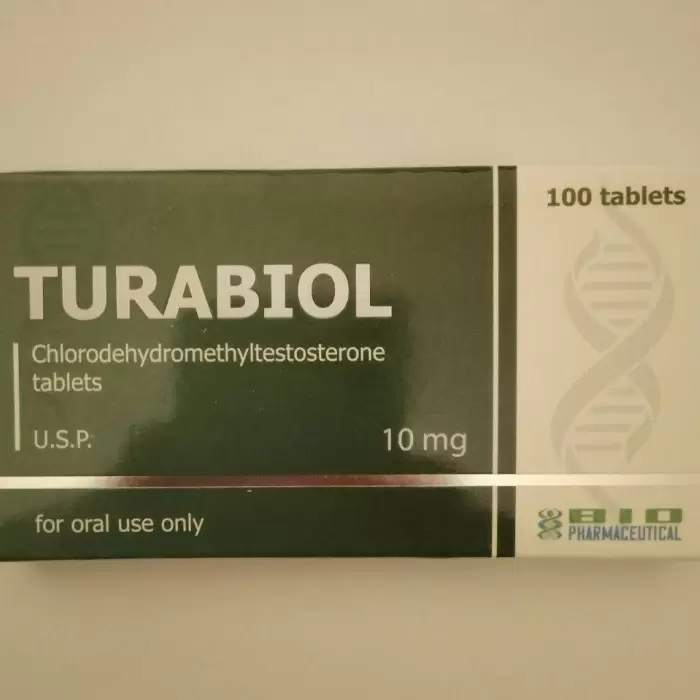 100 tablets
TURABIOL
Chlorodehydromethyltestosterone
tablets
U.S.P.
10 mg
for oral use only
BIO
PHARMACEUTICAL